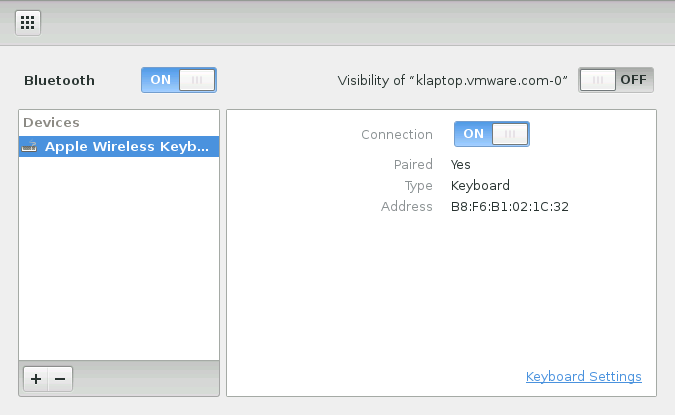 Bluetooth ON Visibility of “klaptop.vmware.com-0” OFF
Devices
Apple Wireless Keyb...
Connection ON
Paired Yes
Type Keyboard
Address B8:F6:B1:02:1C:32
Keyboard Settings